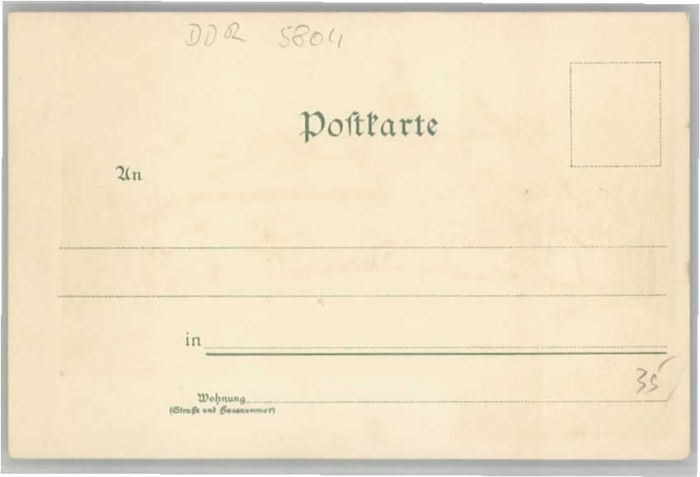 DDR 5804
Postkarte
An
in
35
Wohnung
(Straße und Hausnummer)